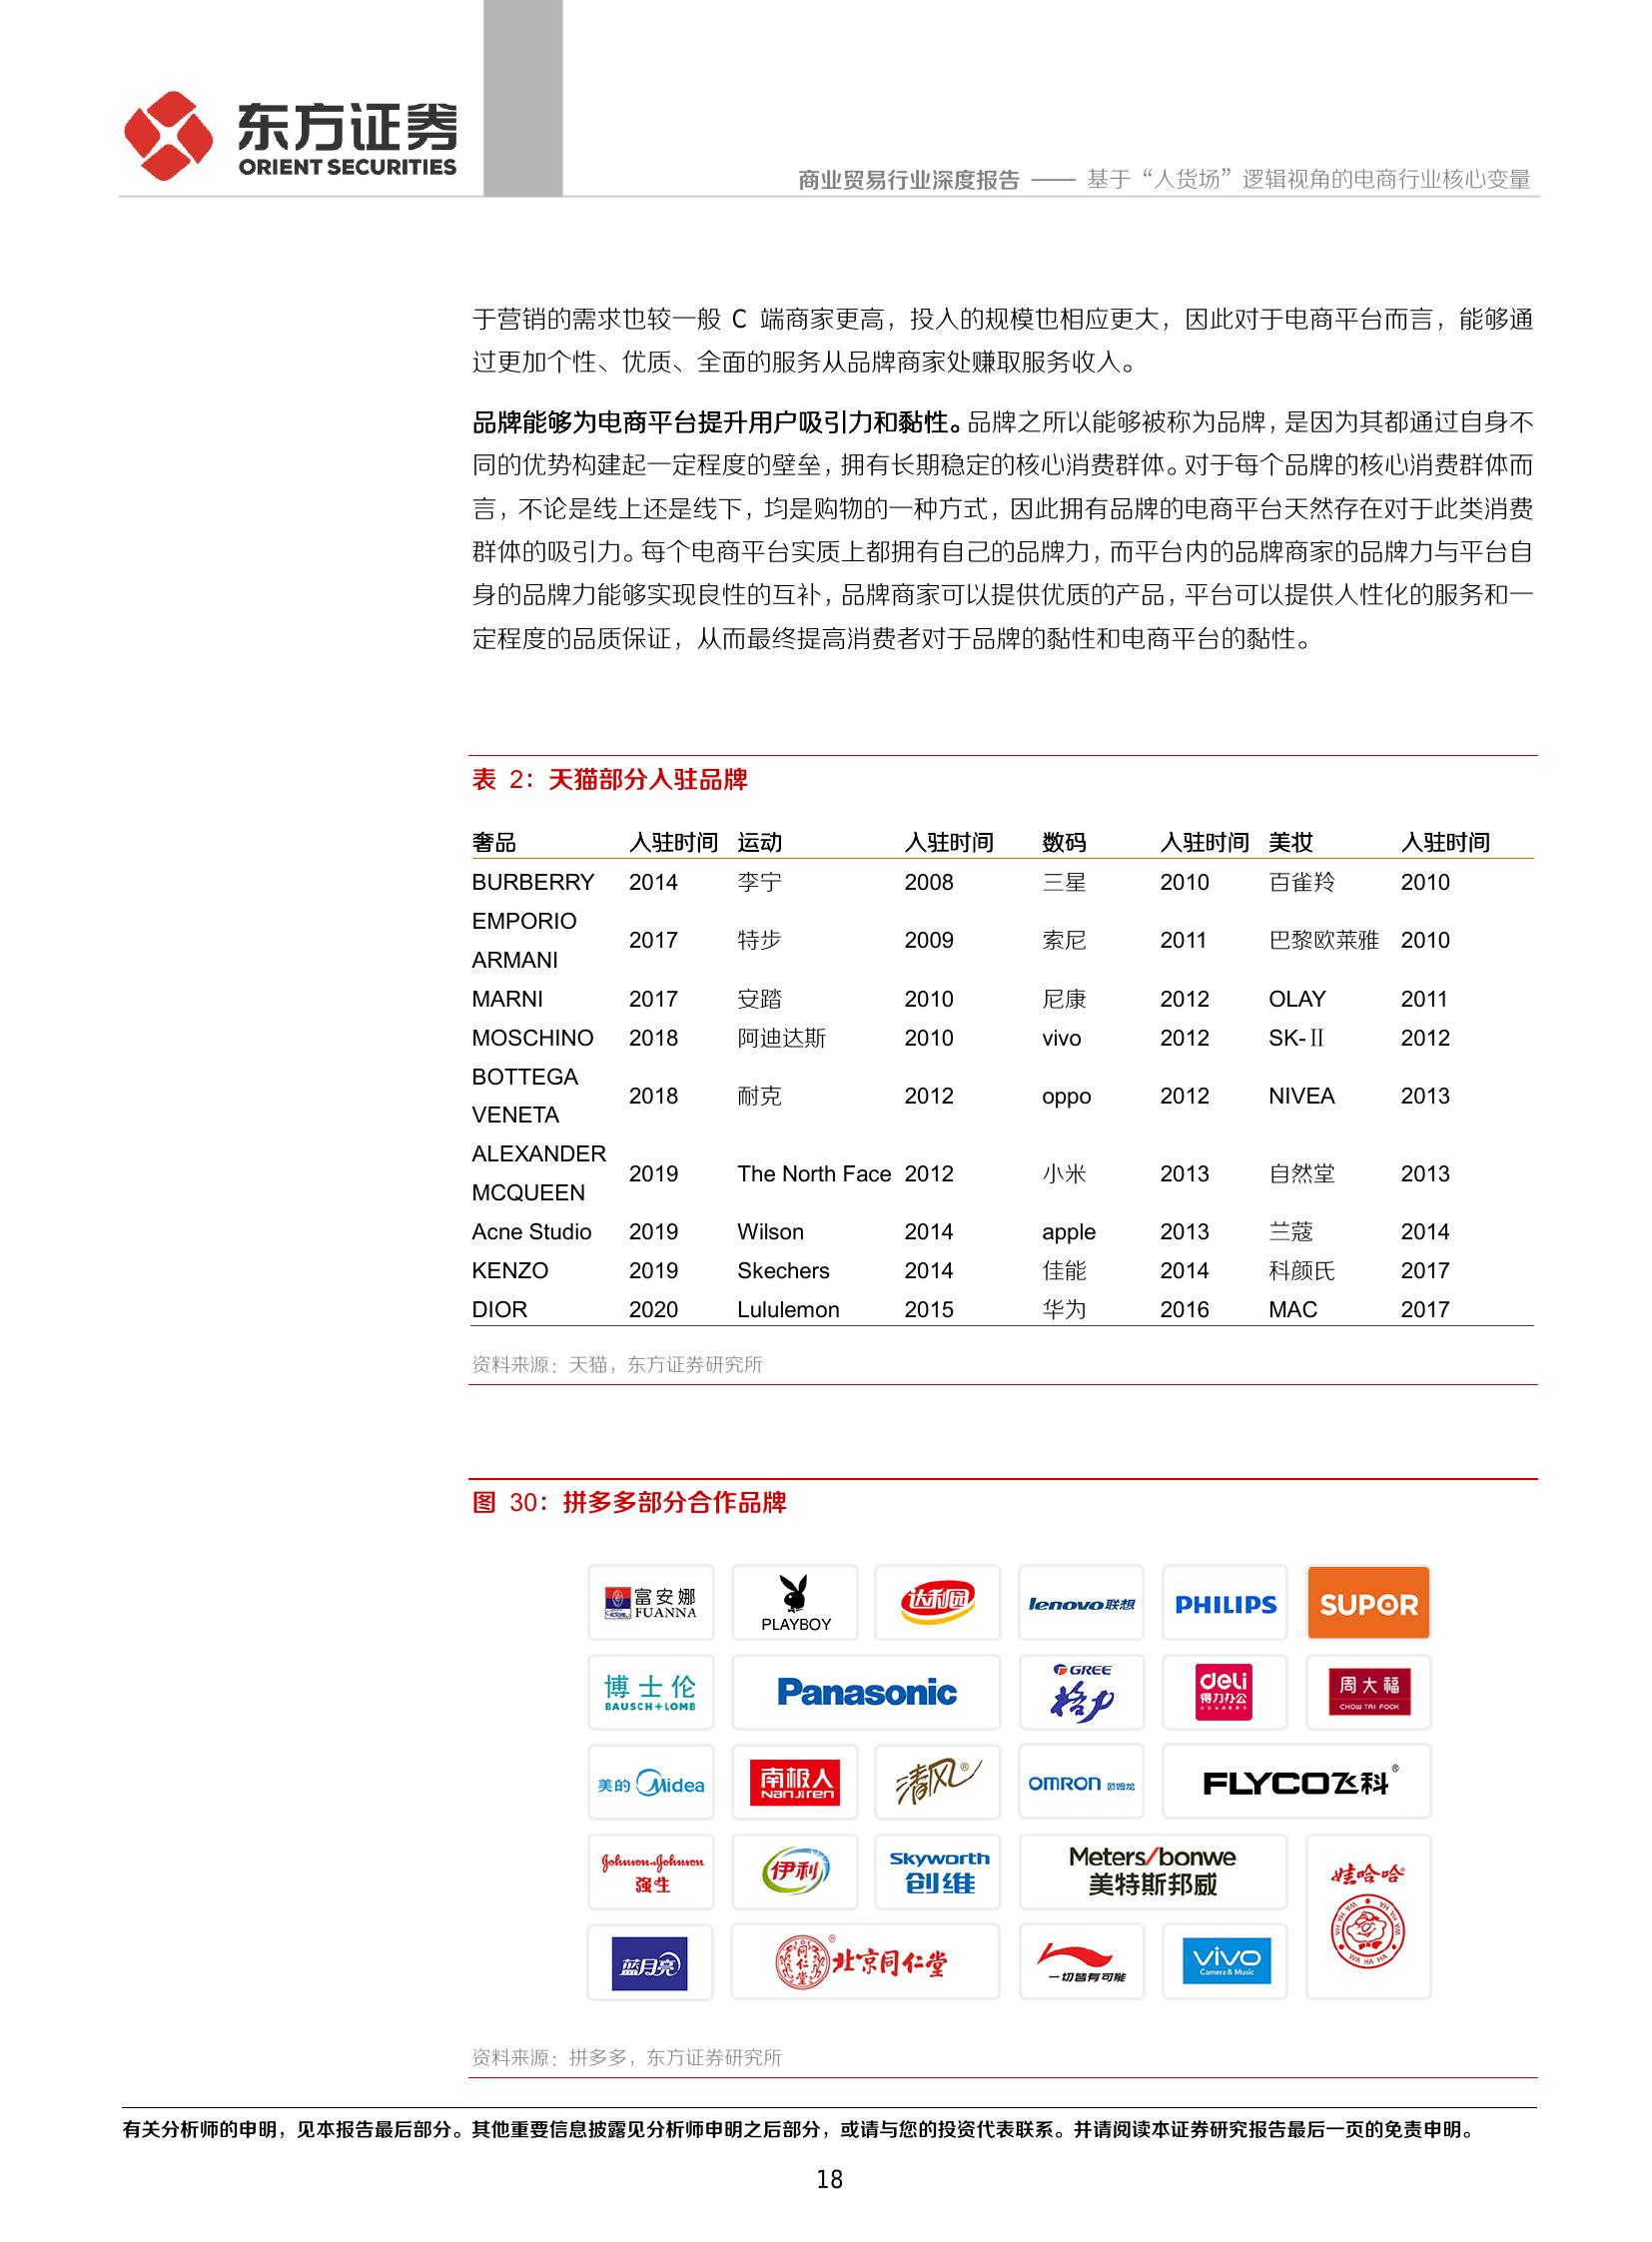 东方证券
ORIENT SECURITIES
商业贸易行业深度报告 —— 基于“人货场”逻辑视角的电商行业核心变量
于营销的需求也较一般 C 端商家更高，投入的规模也相应更大，因此对于电商平台而言，能够通
过更加个性、优质、全面的服务从品牌商家处赚取服务收入。
品牌能够为电商平台提升用户吸引力和黏性。品牌之所以能够被称为品牌，是因为其都通过自身不
同的优势构建起一定程度的壁垒，拥有长期稳定的核心消费群体。对于每个品牌的核心消费群体而
言，不论是线上还是线下，均是购物的一种方式，因此拥有品牌的电商平台天然存在对于此类消费
群体的吸引力。每个电商平台实质上都拥有自己的品牌力，而平台内的品牌商家的品牌力与平台自
身的品牌力能够实现良性的互补，品牌商家可以提供优质的产品，平台可以提供人性化的服务和一
定程度的品质保证，从而最终提高消费者对于品牌的黏性和电商平台的黏性。
表 2：天猫部分入驻品牌
奢品 入驻时间 运动 入驻时间 数码 入驻时间 美妆 入驻时间
BURBERRY 2014 李宁 2008 三星 2010 百雀羚 2010
EMPORIO ARMANI 2017 特步 2009 索尼 2011 巴黎欧莱雅 2010
MARNI 2017 安踏 2010 尼康 2012 OLAY 2011
MOSCHINO 2018 阿迪达斯 2010 vivo 2012 SK-Ⅱ 2012
BOTTEGA VENETA 2018 耐克 2012 oppo 2012 NIVEA 2013
ALEXANDER MCQUEEN 2019 The North Face 2012 小米 2013 自然堂 2013
Acne Studio 2019 Wilson 2014 apple 2013 兰蔻 2014
KENZO 2019 Skechers 2014 佳能 2014 科颜氏 2017
DIOR 2020 Lululemon 2015 华为 2016 MAC 2017
资料来源：天猫，东方证券研究所
图 30：拼多多部分合作品牌
富安娜 FUANNA
PLAYBOY
达利园
lenovo联想
PHILIPS
SUPOR
博士伦
BAUSCH+LOMB
Panasonic
GREE
格力
deli
得力办公
周大福
CHOW TAI FOOK
美的 Midea
南极人
Nanjiren
清风®
OMRON 欧姆龙
FLYCO飞科®
Johnson & Johnson
强生
伊利
Skyworth
创维
Meters/bonwe
美特斯邦威
娃哈哈®
WA HA HA
蓝月亮
同仁堂 ® 北京同仁堂
一切皆有可能
vivo
Camera & Music
资料来源：拼多多，东方证券研究所
有关分析师的申明，见本报告最后部分。其他重要信息披露见分析师申明之后部分，或请与您的投资代表联系。并请阅读本证券研究报告最后一页的免责申明。
18